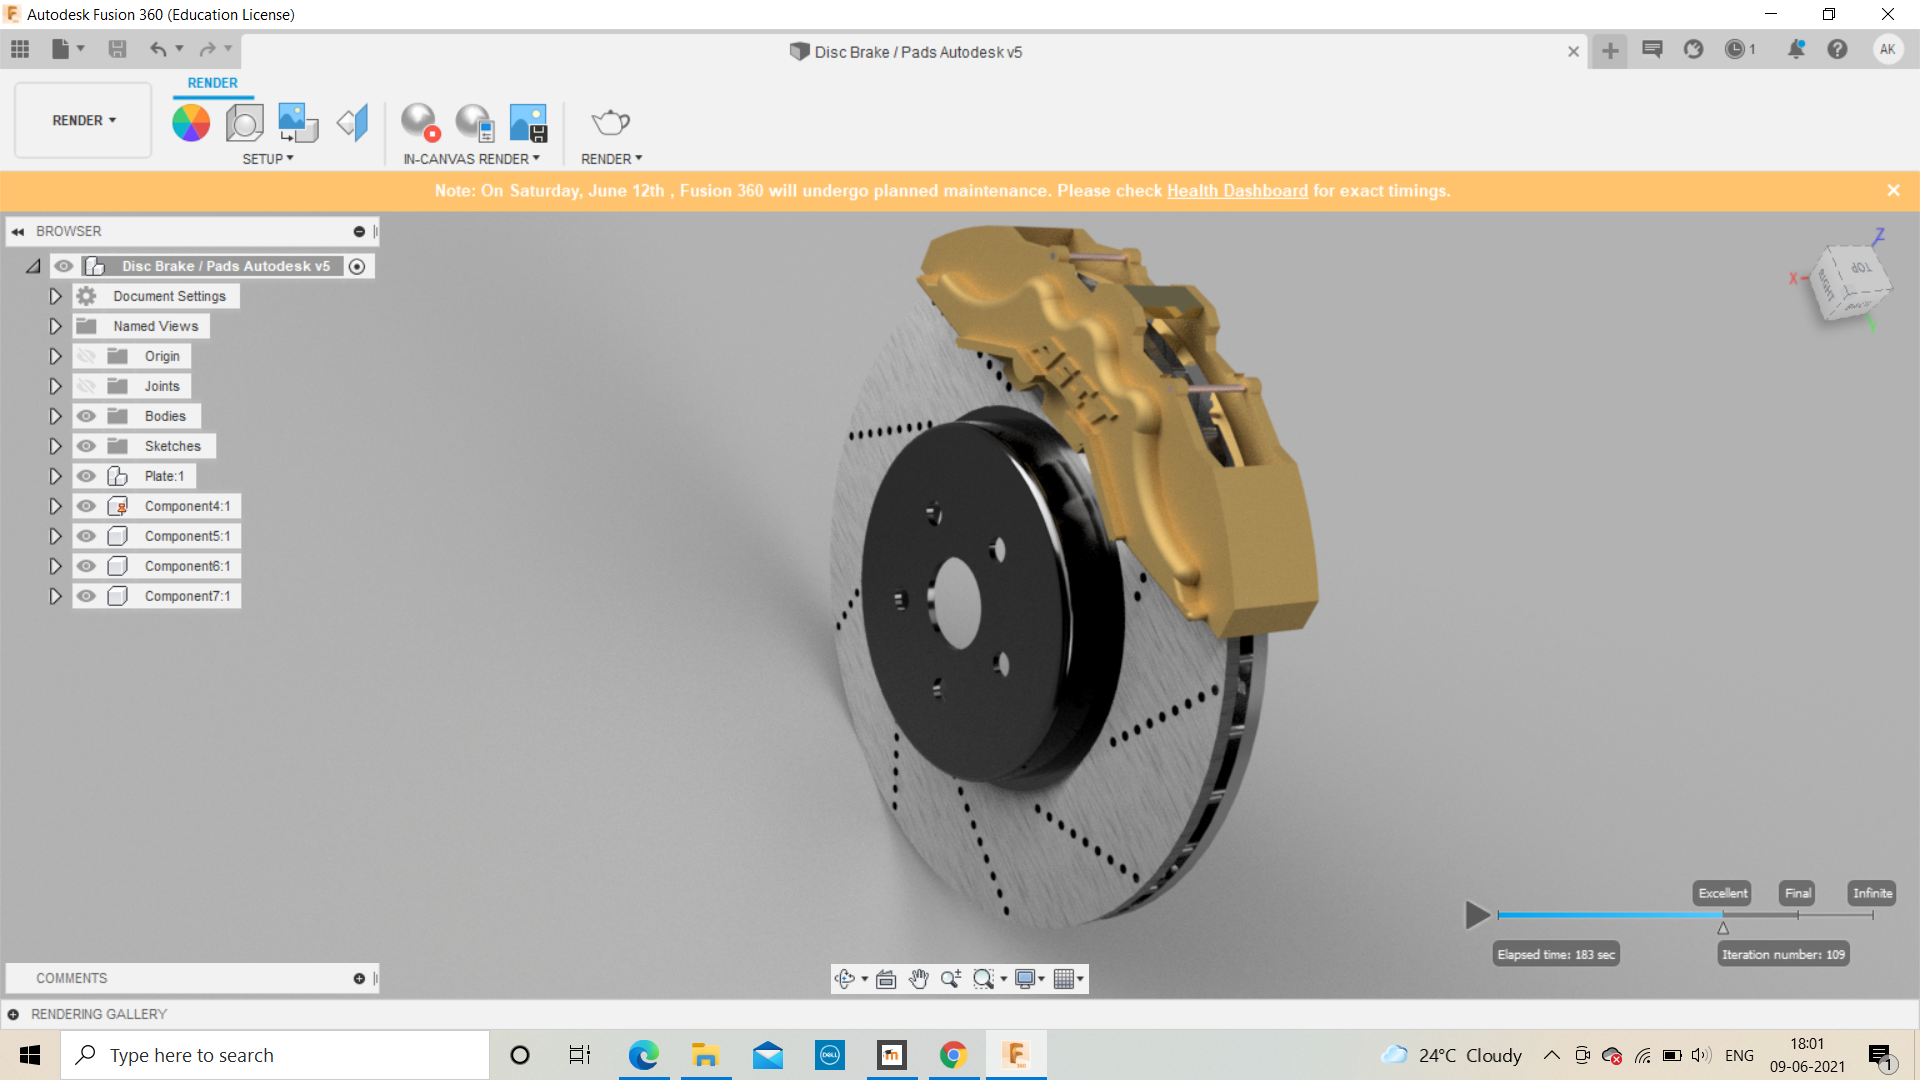 Autodesk Fusion 360 (Education License)
Disc Brake / Pads Autodesk v5
1
AK
RENDER
RENDER
SETUP
IN-CANVAS RENDER
RENDER
Note: On Saturday, June 12th , Fusion 360 will undergo planned maintenance. Please check Health Dashboard for exact timings.
BROWSER
Disc Brake / Pads Autodesk v5
Document Settings
Named Views
Origin
Joints
Bodies
Sketches
Plate:1
Component4:1
Component5:1
Component6:1
Component7:1
Z
X
TOP
RIGHT
Y
Excellent
Final
Infinite
Elapsed time: 183 sec
Iteration number: 109
COMMENTS
RENDERING GALLERY
Type here to search
DELL
24°C Cloudy
ENG
18:01
09-06-2021
1